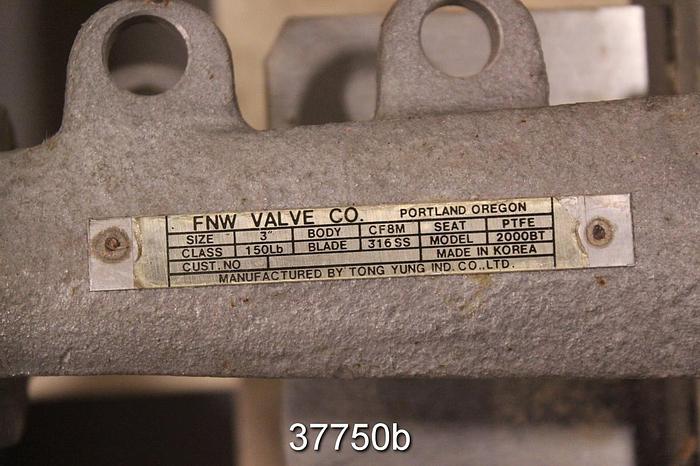 FNW VALVE CO. PORTLAND OREGON
SIZE 3" BODY CF8M SEAT PTFE
CLASS 150Lb BLADE 316SS MODEL 2000BT
CUST.NO MADE IN KOREA
MANUFACTURED BY TONG YUNG IND. CO.,LTD.
37750b